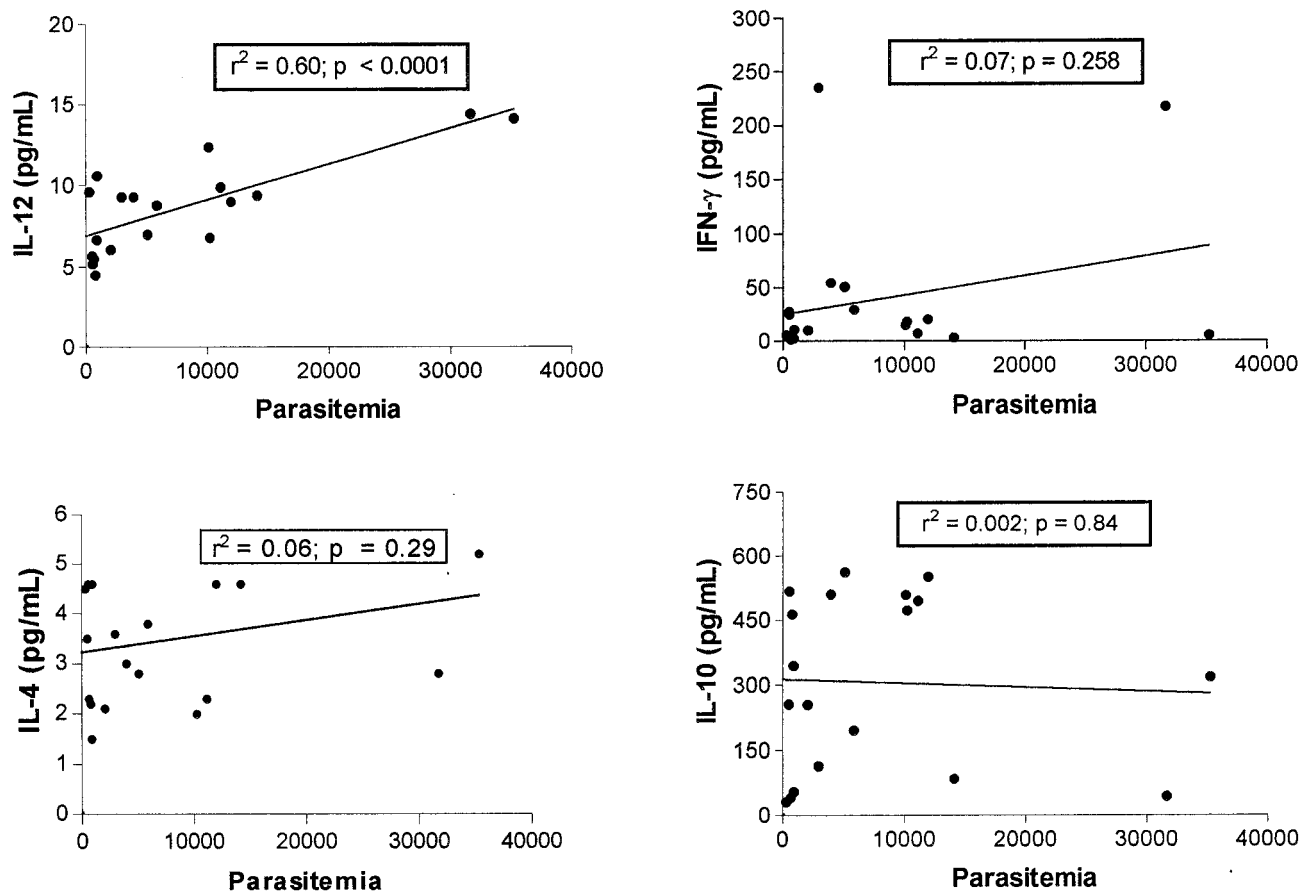 20
15
10
5
0
IL-12 (pg/mL)
r² = 0.60; p < 0.0001
0 10000 20000 30000 40000
Parasitemia
300
250
200
150
100
50
0
IFN-γ (pg/mL)
r² = 0.07; p = 0.258
0 10000 20000 30000 40000
Parasitemia
6
5
4
3
2
1
0
IL-4 (pg/mL)
r² = 0.06; p = 0.29
0 10000 20000 30000 40000
Parasitemia
750
600
450
300
150
0
IL-10 (pg/mL)
r² = 0.002; p = 0.84
0 10000 20000 30000 40000
Parasitemia